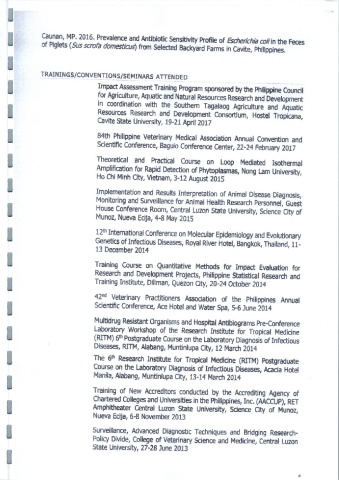 Caunan, MP. 2016. Prevalence and Antibiotic Sensitivity Profile of Escherichia coli in the Feces
of Piglets (Sus scrofa domesticus) from Selected Backyard Farms in Cavite, Philippines.
TRAININGS/CONVENTIONS/SEMINARS ATTENDED
Impact Assessment Training Program sponsored by the Philippine Council
for Agriculture, Aquatic and Natural Resources Research and Development
in coordination with the Southern Tagalaog Agriculture and Aquatic
Resources Research and Development Consortium, Hostel Tropicana,
Cavite State University, 19-21 April 2017
84th Philippine Veterinary Medical Association Annual Convention and
Scientific Conference, Baguio Conference Center, 22-24 February 2017
Theoretical and Practical Course on Loop Mediated Isothermal
Amplification for Rapid Detection of Phytoplasmas, Nong Lam University,
Ho Chi Minh City, Vietnam, 3-12 August 2015
Implementation and Results Interpretation of Animal Disease Diagnosis,
Monitoring and Surveillance for Animal Health Research Personnel, Guest
House Conference Room, Central Luzon State University, Science City of
Munoz, Nueva Ecija, 4-8 May 2015
12th International Conference on Molecular Epidemiology and Evolutionary
Genetics of Infectious Diseases, Royal River Hotel, Bangkok, Thailand, 11-
13 December 2014
Training Course on Quantitative Methods for Impact Evaluation for
Research and Development Projects, Philippine Statistical Research and
Training Institute, Diliman, Quezon City, 20-24 October 2014
42nd Veterinary Practitioners Association of the Philippines Annual
Scientific Conference, Ace Hotel and Water Spa, 5-6 June 2014
Multidrug Resistant Organisms and Hospital Antibiograms Pre-Conference
Laboratory Workshop of the Research Institute for Tropical Medicine
(RITM) 6th Postgraduate Course on the Laboratory Diagnosis of Infectious
Diseases, RITM, Alabang, Muntinlupa City, 12 March 2014
The 6th Research Institute for Tropical Medicine (RITM) Postgraduate
Course on the Laboratory Diagnosis of Infectious Diseases, Acacia Hotel
Manila, Alabang, Muntinlupa City, 13-14 March 2014
Training of New Accreditors conducted by the Accrediting Agency of
Chartered Colleges and Universities in the Philippines, Inc. (AACCUP), RET
Amphitheater Central Luzon State University, Science City of Munoz,
Nueva Ecija, 6-8 November 2013
Surveillance, Advanced Diagnostic Techniques and Bridging Research-
Policy Divide, College of Veterinary Science and Medicine, Central Luzon
State University, 27-28 June 2013